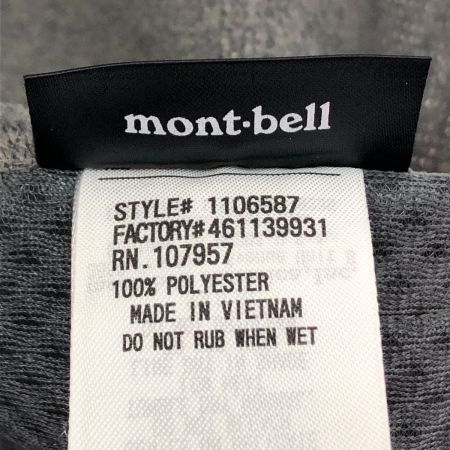 mont·bell
STYLE# 1106587
FACTORY#461139931
RN.107957
100% POLYESTER
MADE IN VIETNAM
DO NOT RUB WHEN WET